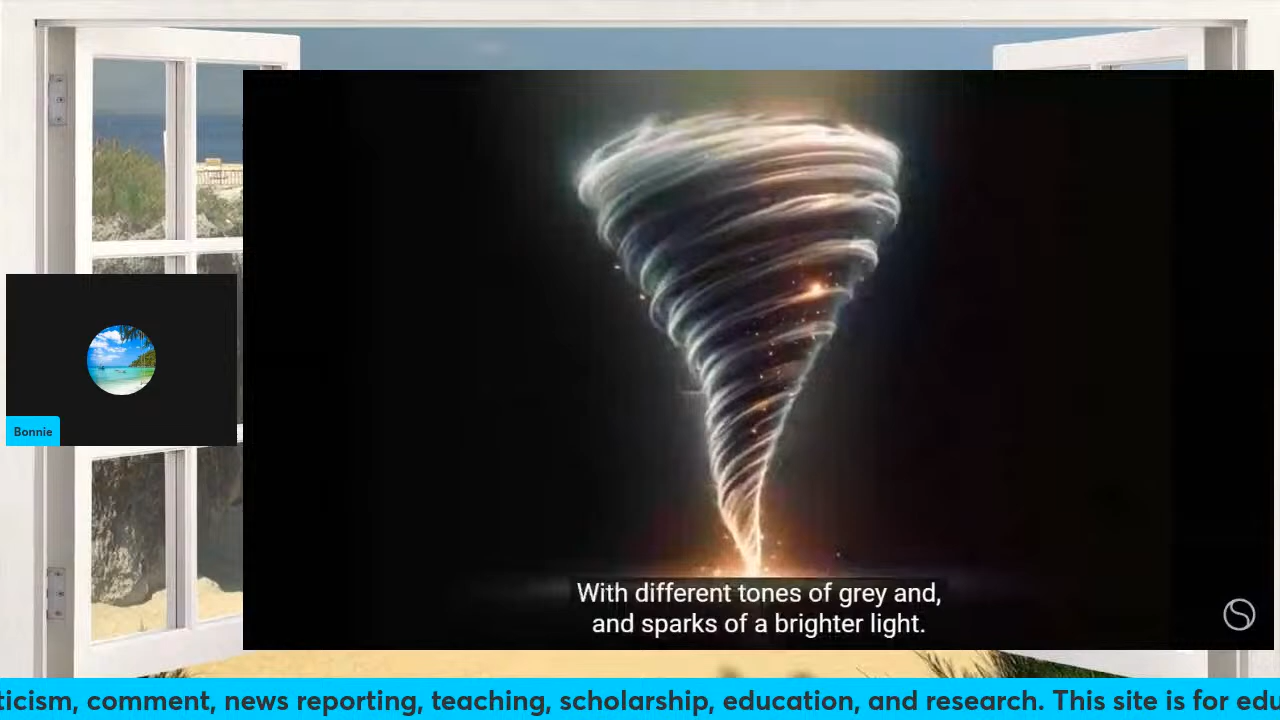 Bonnie
With different tones of grey and,
and sparks of a brighter light.
ticism, comment, news reporting, teaching, scholarship, education, and research. This site is for edu